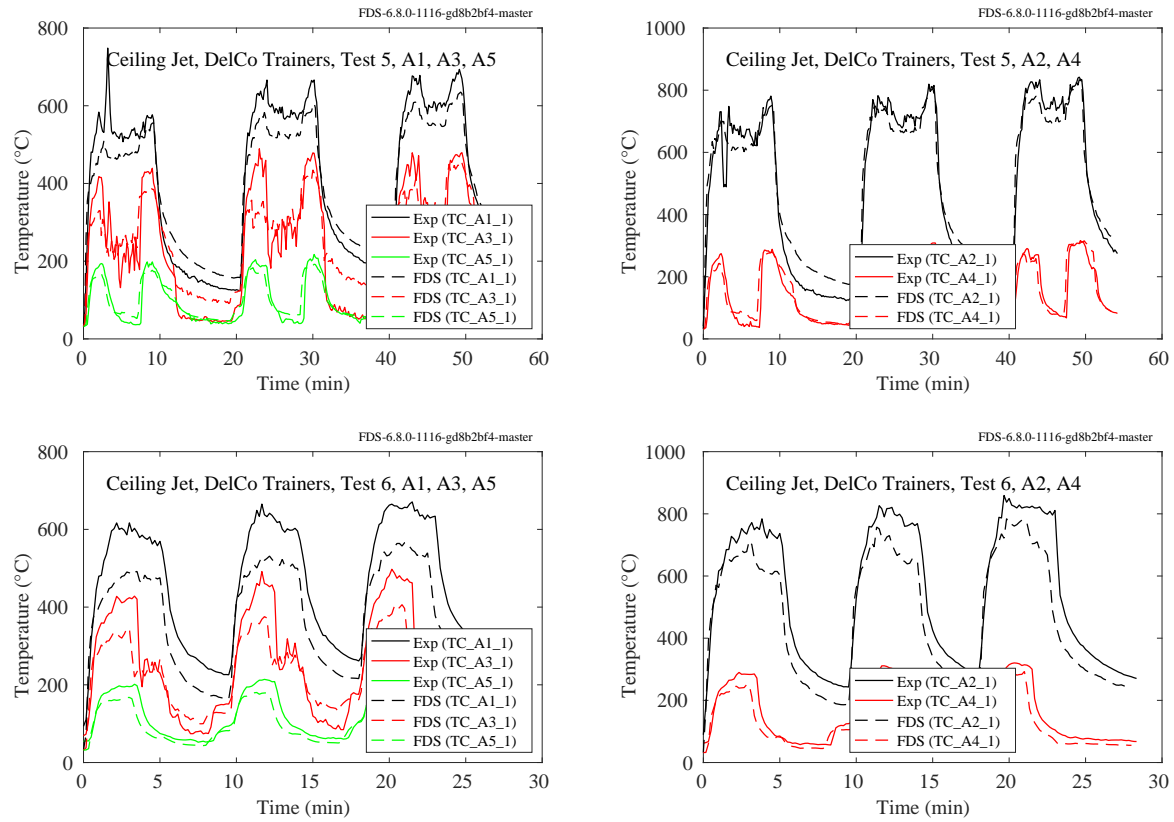 FDS-6.8.0-1116-gd8b2bf4-master
Ceiling Jet, DelCo Trainers, Test 5, A1, A3, A5
Temperature (°C)
800
600
400
200
0
Exp (TC_A1_1)
Exp (TC_A3_1)
Exp (TC_A5_1)
FDS (TC_A1_1)
FDS (TC_A3_1)
FDS (TC_A5_1)
0 10 20 30 40 50 60
Time (min)
FDS-6.8.0-1116-gd8b2bf4-master
Ceiling Jet, DelCo Trainers, Test 5, A2, A4
Temperature (°C)
1000
800
600
400
200
0
Exp (TC_A2_1)
Exp (TC_A4_1)
FDS (TC_A2_1)
FDS (TC_A4_1)
0 10 20 30 40 50 60
Time (min)
FDS-6.8.0-1116-gd8b2bf4-master
Ceiling Jet, DelCo Trainers, Test 6, A1, A3, A5
Temperature (°C)
800
600
400
200
0
Exp (TC_A1_1)
Exp (TC_A3_1)
Exp (TC_A5_1)
FDS (TC_A1_1)
FDS (TC_A3_1)
FDS (TC_A5_1)
0 5 10 15 20 25 30
Time (min)
FDS-6.8.0-1116-gd8b2bf4-master
Ceiling Jet, DelCo Trainers, Test 6, A2, A4
Temperature (°C)
1000
800
600
400
200
0
Exp (TC_A2_1)
Exp (TC_A4_1)
FDS (TC_A2_1)
FDS (TC_A4_1)
0 5 10 15 20 25 30
Time (min)